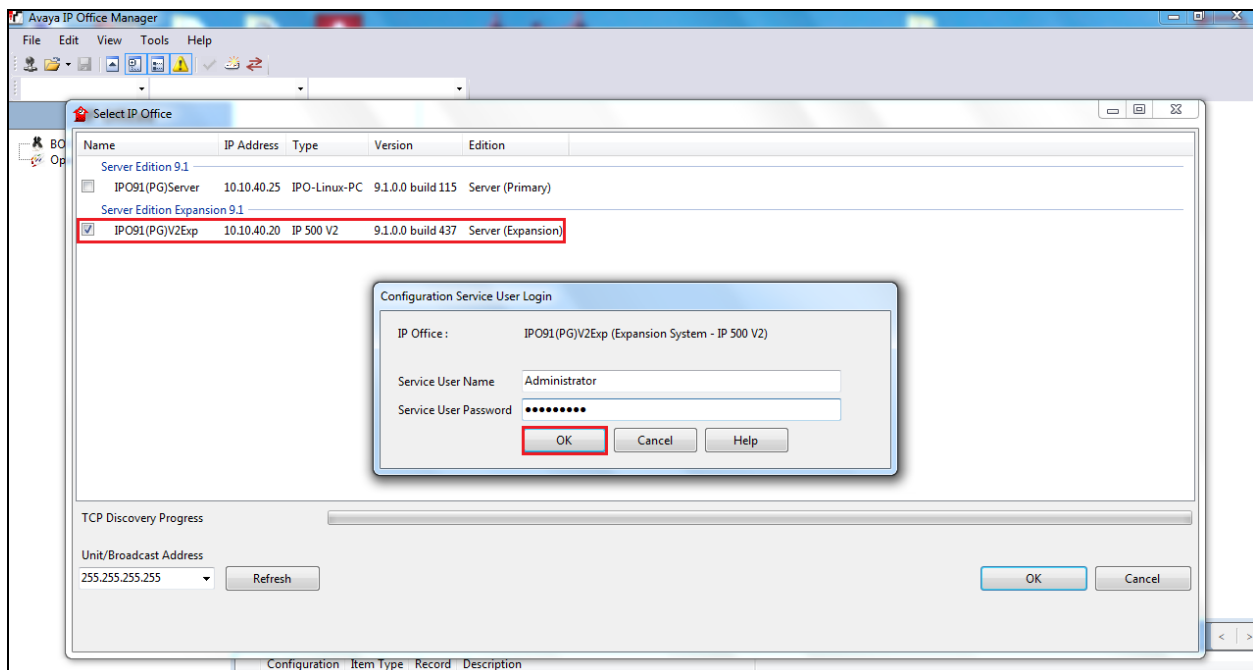 Avaya IP Office Manager
File Edit View Tools Help
Select IP Office
BO
Op
Name IP Address Type Version Edition
Server Edition 9.1
IPO91(PG)Server 10.10.40.25 IPO-Linux-PC 9.1.0.0 build 115 Server (Primary)
Server Edition Expansion 9.1
IPO91(PG)V2Exp 10.10.40.20 IP 500 V2 9.1.0.0 build 437 Server (Expansion)
Configuration Service User Login
IP Office : IPO91(PG)V2Exp (Expansion System - IP 500 V2)
Service User Name Administrator
Service User Password •••••••••
OK Cancel Help
TCP Discovery Progress
Unit/Broadcast Address
255.255.255.255 Refresh OK Cancel
Configuration Item Type Record Description